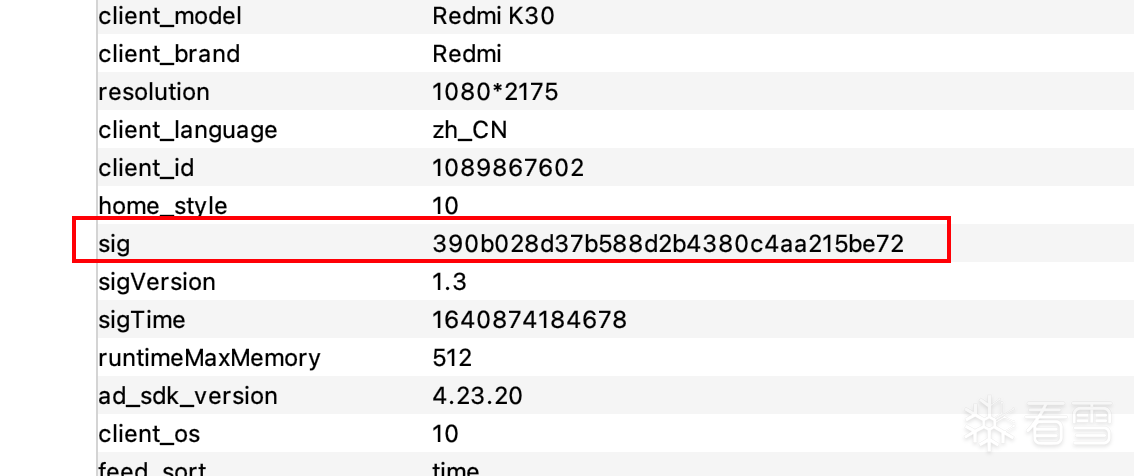 client_model Redmi K30
client_brand Redmi
resolution 1080*2175
client_language zh_CN
client_id 1089867602
home_style 10
sig 390b028d37b588d2b4380c4aa215be72
sigVersion 1.3
sigTime 1640874184678
runtimeMaxMemory 512
ad_sdk_version 4.23.20
client_os 10
feed_sort time
看雪